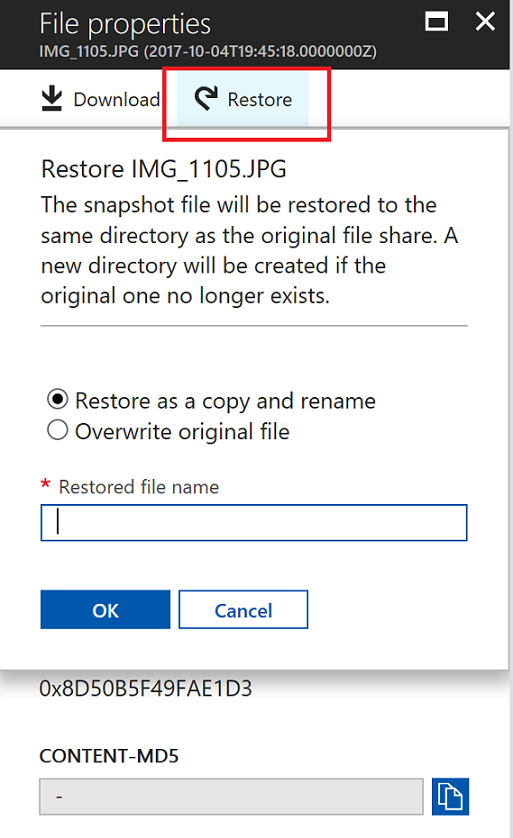 File properties
IMG_1105.JPG (2017-10-04T19:45:18.0000000Z)
Download Restore
Restore IMG_1105.JPG
The snapshot file will be restored to the
same directory as the original file share. A
new directory will be created if the
original one no longer exists.
Restore as a copy and rename
Overwrite original file
* Restored file name
OK Cancel
0x8D50B5F49FAE1D3
CONTENT-MD5
-